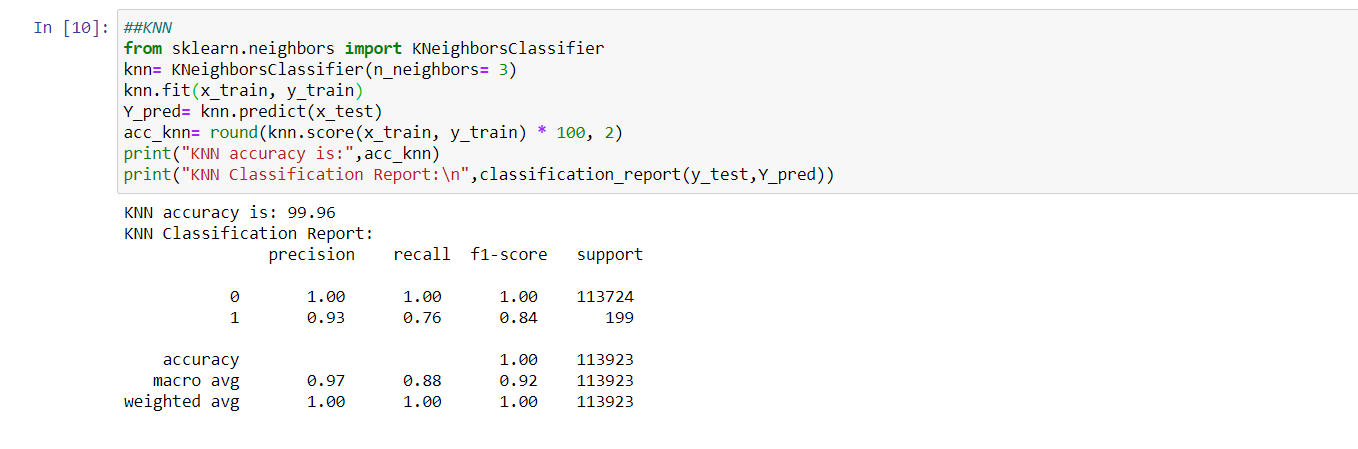 In [10]: ##KNN
from sklearn.neighbors import KNeighborsClassifier
knn= KNeighborsClassifier(n_neighbors= 3)
knn.fit(x_train, y_train)
Y_pred= knn.predict(x_test)
acc_knn= round(knn.score(x_train, y_train) * 100, 2)
print("KNN accuracy is:",acc_knn)
print("KNN Classification Report:\n",classification_report(y_test,Y_pred))
KNN accuracy is: 99.96
KNN Classification Report:
precision recall f1-score support
0 1.00 1.00 1.00 113724
1 0.93 0.76 0.84 199
accuracy 1.00 113923
macro avg 0.97 0.88 0.92 113923
weighted avg 1.00 1.00 1.00 113923